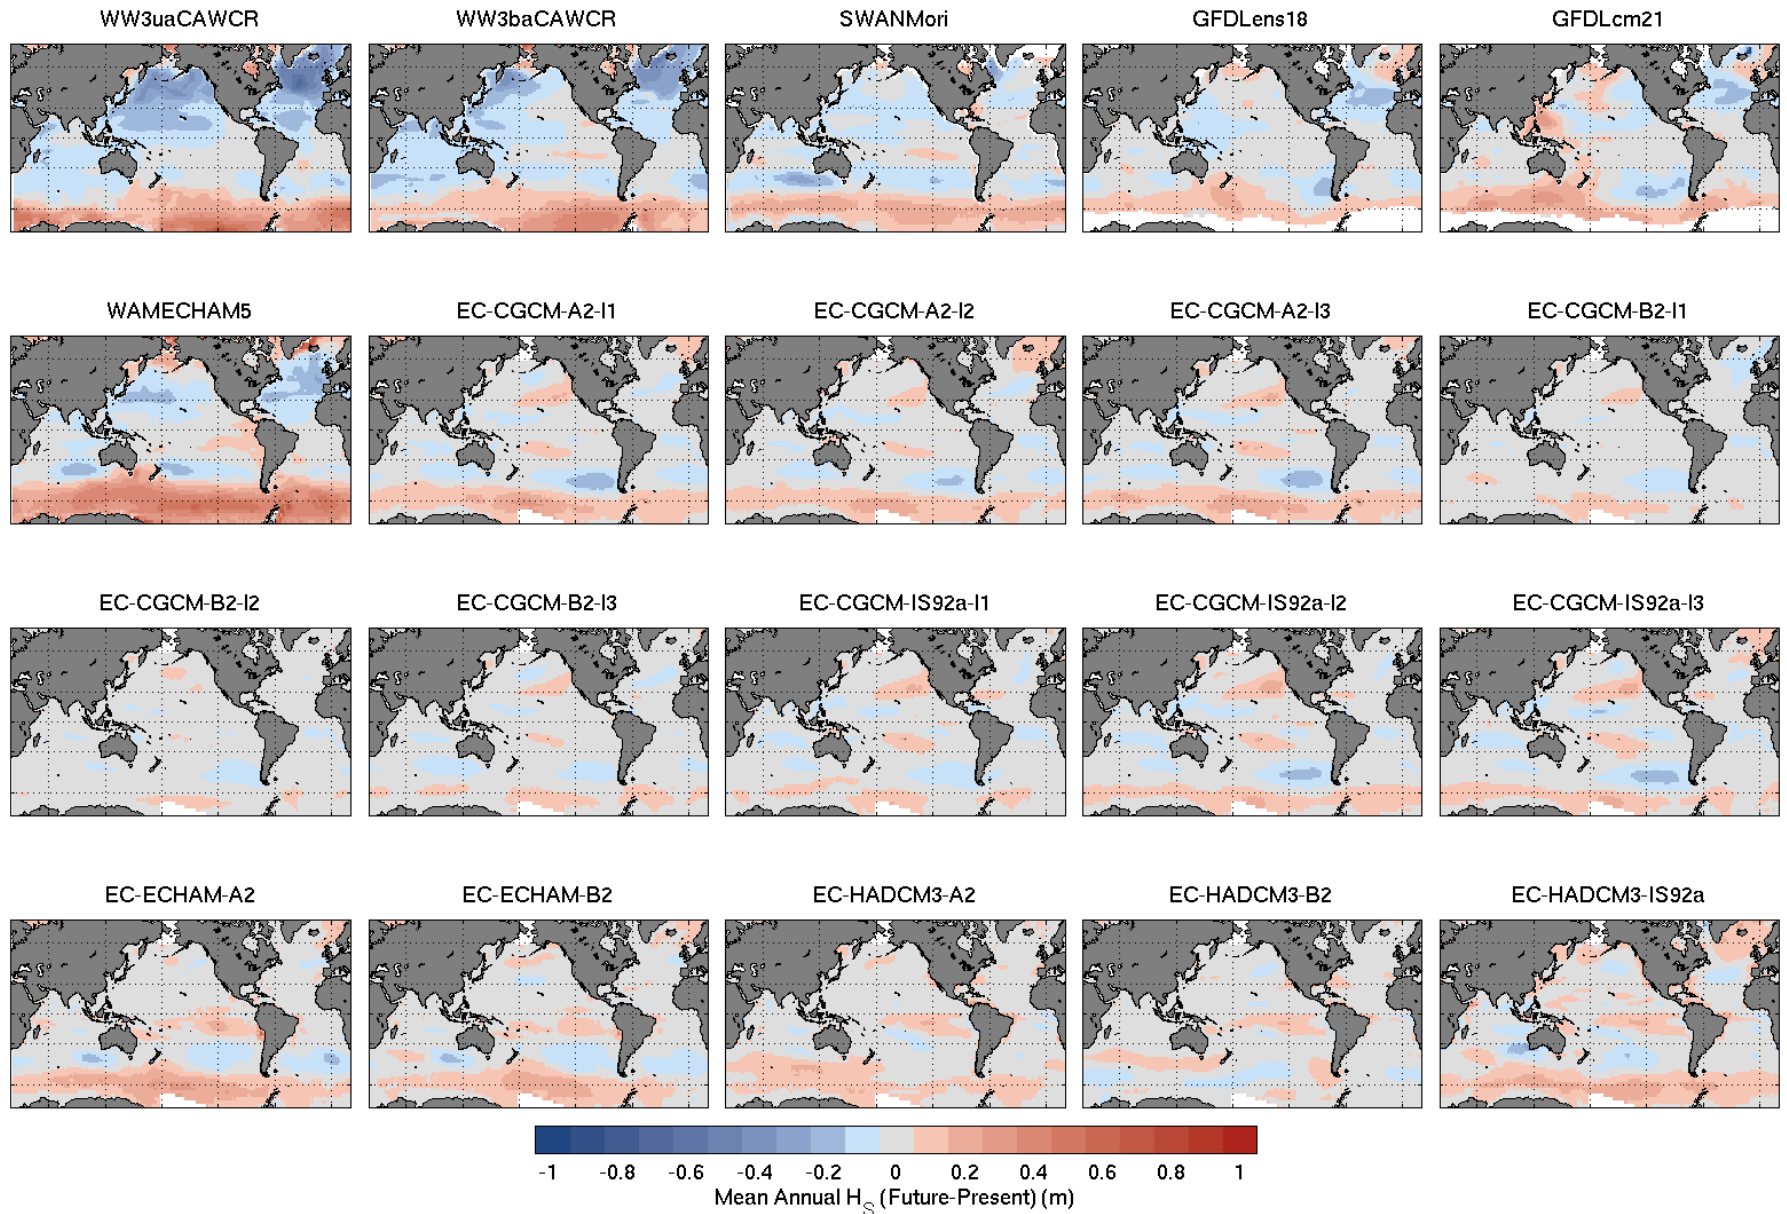 WW3uaCAWCR WW3baCAWCR SWANMori GFDLens18 GFDLcm21
WAMECHAM5 EC-CGCM-A2-I1 EC-CGCM-A2-I2 EC-CGCM-A2-I3 EC-CGCM-B2-I1
EC-CGCM-B2-I2 EC-CGCM-B2-I3 EC-CGCM-IS92a-I1 EC-CGCM-IS92a-I2 EC-CGCM-IS92a-I3
EC-ECHAM-A2 EC-ECHAM-B2 EC-HADCM3-A2 EC-HADCM3-B2 EC-HADCM3-IS92a
-1 -0.8 -0.6 -0.4 -0.2 0 0.2 0.4 0.6 0.8 1
Mean Annual H_S (Future-Present) (m)